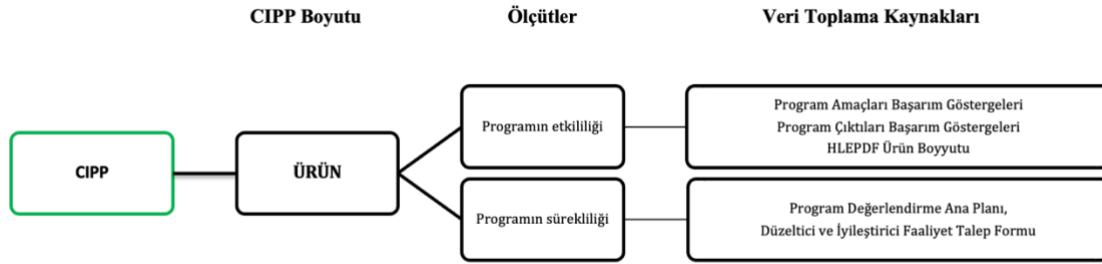 CIPP Boyutu
Ölçütler
Veri Toplama Kaynakları
CIPP
ÜRÜN
Programın etkililiği
Program Amaçları Başarım Göstergeleri
Program Çıktıları Başarım Göstergeleri
HLEPDF Ürün Boyyutu
Programın sürekliliği
Program Değerlendirme Ana Planı,
Düzeltici ve İyileştirici Faaliyet Talep Formu